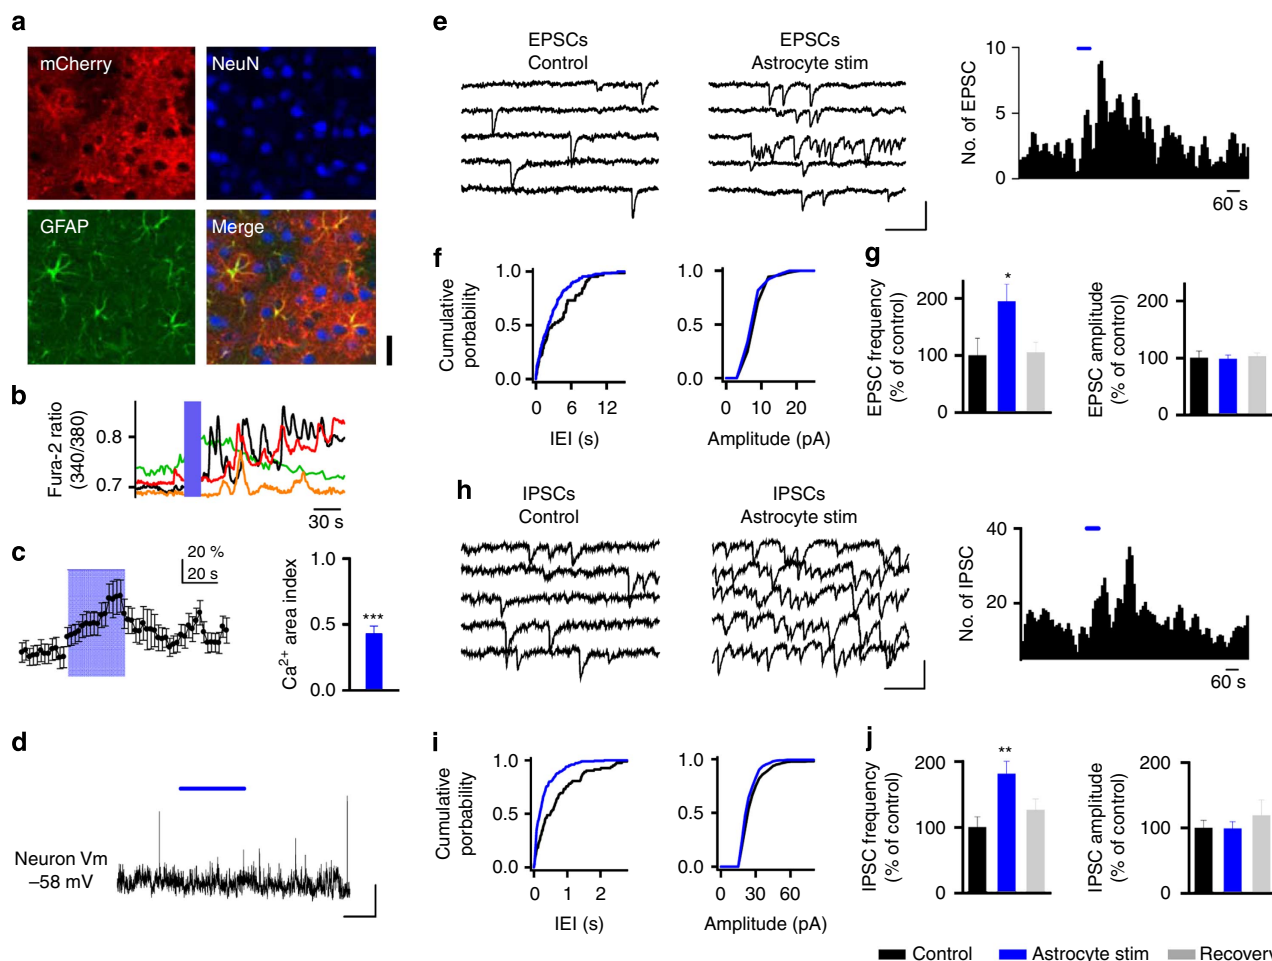 a
mCherry
NeuN
GFAP
Merge
b
Fura-2 ratio
(340/380)
0.8
0.7
30 s
c
20 %
20 s
Ca2+ area index
1.0
0.5
0.0
***
d
Neuron Vm
–58 mV
e
EPSCs
Control
EPSCs
Astrocyte stim
No. of EPSC
10
5
0
60 s
f
Cumulative
porbability
1.0
0.5
0.0
0 6 12
IEI (s)
1.0
0.5
0.0
0 10 20
Amplitude (pA)
g
EPSC frequency
(% of control)
200
100
0
*
EPSC amplitude
(% of control)
200
100
0
h
IPSCs
Control
IPSCs
Astrocyte stim
No. of IPSC
40
20
60 s
i
Cumulative
porbability
1.0
0.5
0.0
0 1 2
IEI (s)
1.0
0.5
0.0
0 30 60
Amplitude (pA)
j
IPSC frequency
(% of control)
200
100
0
**
IPSC amplitude
(% of control)
200
100
0
Control
Astrocyte stim
Recovery